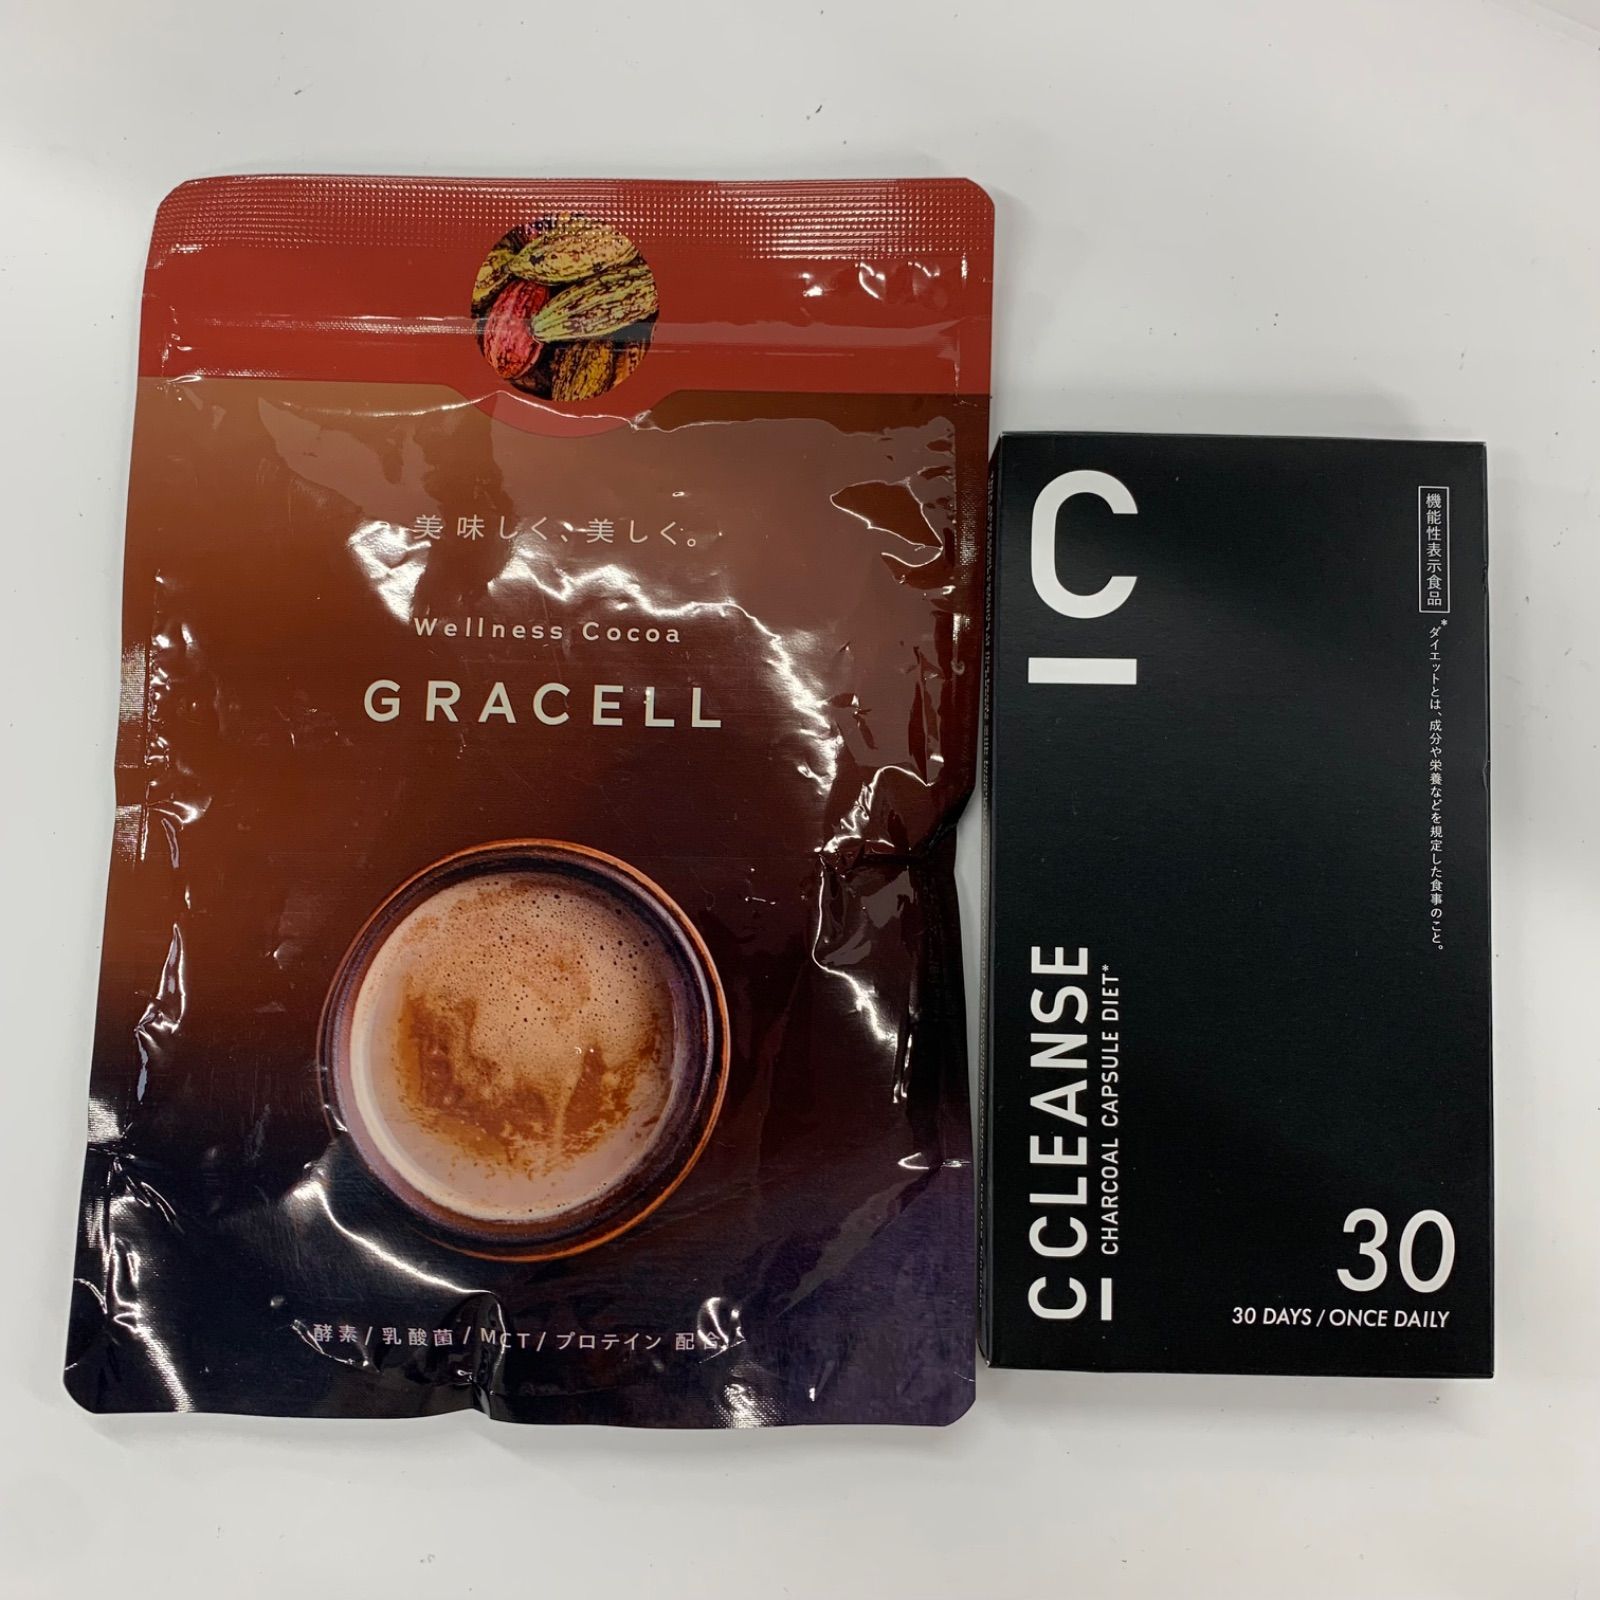 美味しく、美しく。
Wellness Cocoa
GRACELL
酵素/乳酸菌/MCT/プロテイン 配合
C
機能性表示食品
*ダイエットとは、成分や栄養などを規定した食事のこと。
C CLEANSE
CHARCOAL CAPSULE DIET*
30
30 DAYS / ONCE DAILY